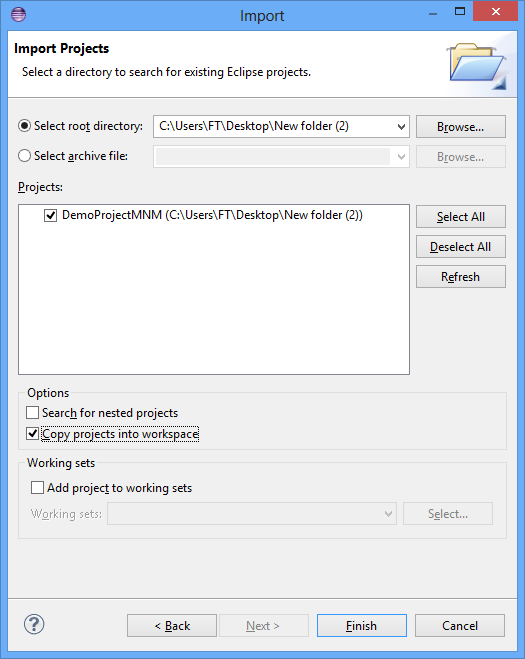 Import
Import Projects
Select a directory to search for existing Eclipse projects.
Select root directory: C:\Users\FT\Desktop\New folder (2) Browse...
Select archive file: Browse...
Projects:
DemoProjectMNM (C:\Users\FT\Desktop\New folder (2))
Select All
Deselect All
Refresh
Options
Search for nested projects
Copy projects into workspace
Working sets
Add project to working sets
Working sets: Select...
? < Back Next > Finish Cancel